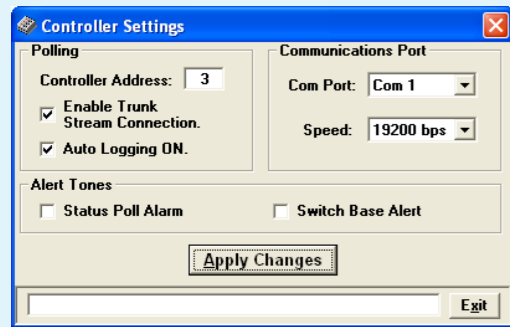 Controller Settings
Polling
Controller Address: 3
Enable Trunk
Stream Connection.
Auto Logging ON.
Communications Port
Com Port: Com 1
Speed: 19200 bps
Alert Tones
Status Poll Alarm
Switch Base Alert
Apply Changes
Exit